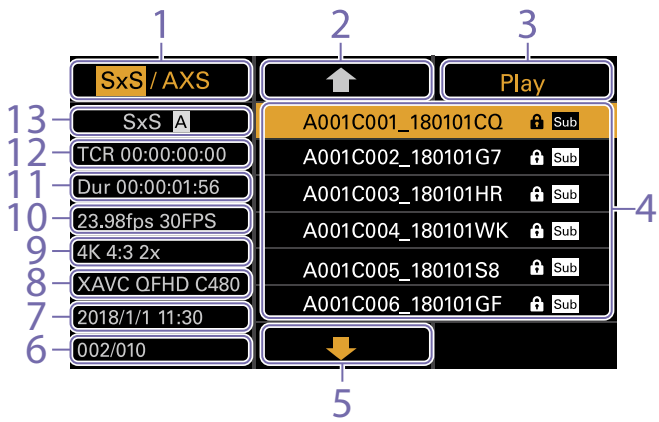 1 2 3
SxS / AXS Play
13 SxS A A001C001_180101CQ Sub
12 TCR 00:00:00:00 A001C002_180101G7 Sub
11 Dur 00:00:01:56 A001C003_180101HR Sub
10 23.98fps 30FPS A001C004_180101WK Sub 4
9 4K 4:3 2x
8 XAVC QFHD C480 A001C005_180101S8 Sub
7 2018/1/1 11:30 A001C006_180101GF Sub
6 002/010
5